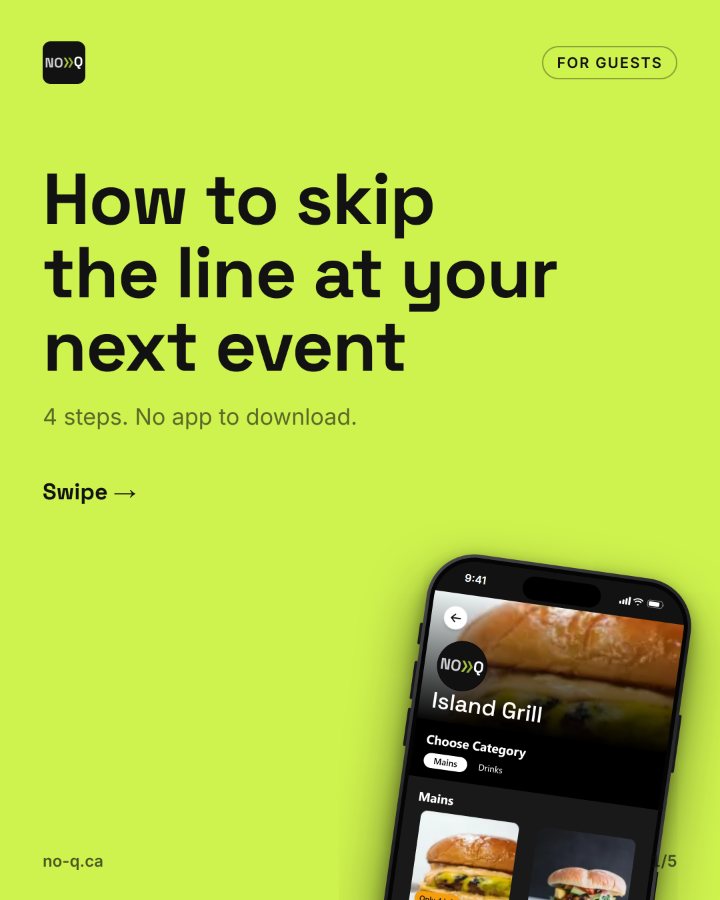 NO»Q
FOR GUESTS
How to skip
the line at your
next event
4 steps. No app to download.
Swipe →
9:41
NO»Q
Island Grill
Choose Category
Mains Drinks
Mains
no-q.ca
/5